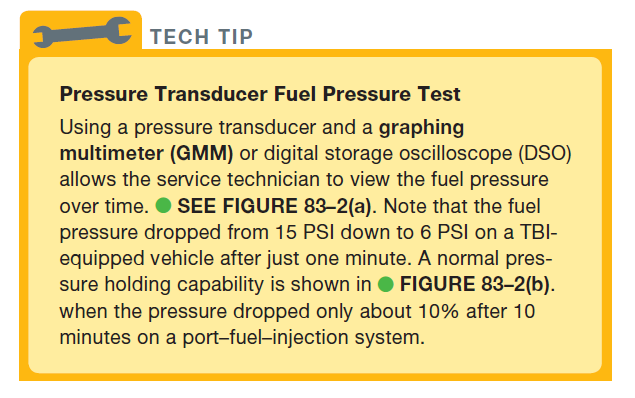 TECH TIP
Pressure Transducer Fuel Pressure Test
Using a pressure transducer and a graphing
multimeter (GMM) or digital storage oscilloscope (DSO)
allows the service technician to view the fuel pressure
over time. ● SEE FIGURE 83–2(a). Note that the fuel
pressure dropped from 15 PSI down to 6 PSI on a TBI-
equipped vehicle after just one minute. A normal pres-
sure holding capability is shown in ● FIGURE 83–2(b).
when the pressure dropped only about 10% after 10
minutes on a port–fuel–injection system.